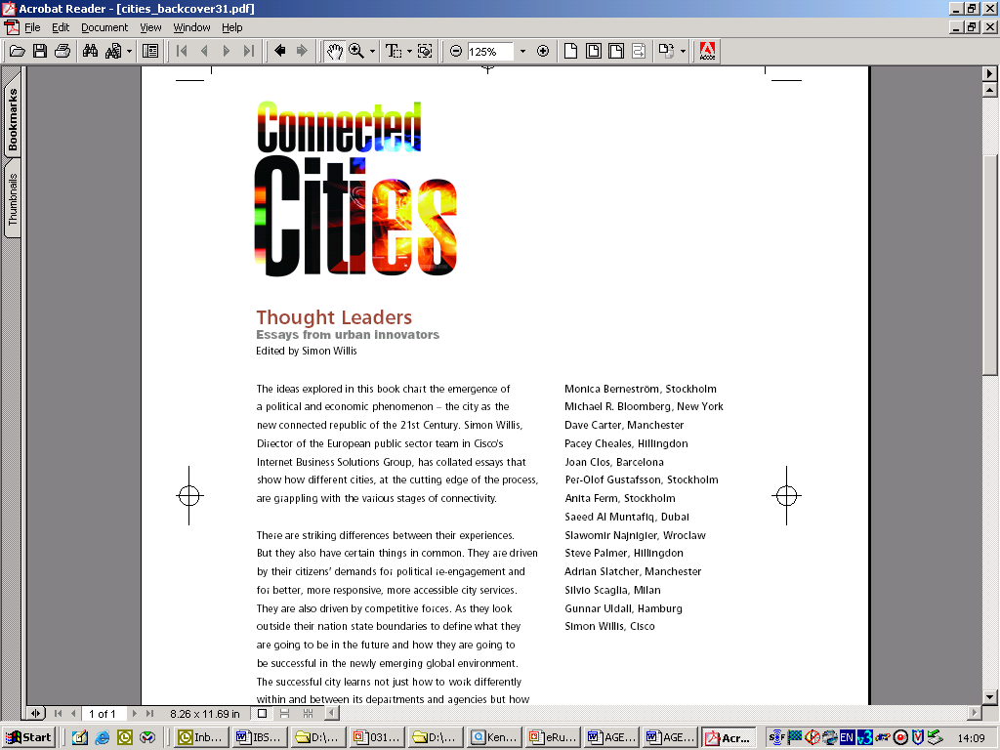 Acrobat Reader - [cities_backcover31.pdf]
File Edit Document View Window Help
125%
Adobe
Bookmarks
Thumbnails
Connected
Cities
Thought Leaders
Essays from urban innovators
Edited by Simon Willis
The ideas explored in this book chart the emergence of
a political and economic phenomenon – the city as the
new connected republic of the 21st Century. Simon Willis,
Director of the European public sector team in Cisco's
Internet Business Solutions Group, has collated essays that
show how different cities, at the cutting edge of the process,
are grappling with the various stages of connectivity.
There are striking differences between their experiences.
But they also have certain things in common. They are driven
by their citizens' demands for political re-engagement and
for better, more responsive, more accessible city services.
They are also driven by competitive forces. As they look
outside their nation state boundaries to define what they
are going to be in the future and how they are going to
be successful in the newly emerging global environment.
The successful city learns not just how to work differently
within and between its departments and agencies but how
Monica Berneström, Stockholm
Michael R. Bloomberg, New York
Dave Carter, Manchester
Pacey Cheales, Hillingdon
Joan Clos, Barcelona
Per-Olof Gustafsson, Stockholm
Anita Ferm, Stockholm
Saeed Al Muntafiq, Dubai
Slawomir Najnigier, Wroclaw
Steve Palmer, Hillingdon
Adrian Slatcher, Manchester
Silvio Scaglia, Milan
Gunnar Uldall, Hamburg
Simon Willis, Cisco
1 of 1 8.26 x 11.69 in
Start Inb... IBS... D:\... 031... D:\... Ken... eRu... AGE... AGE... Acr... EN 14:09